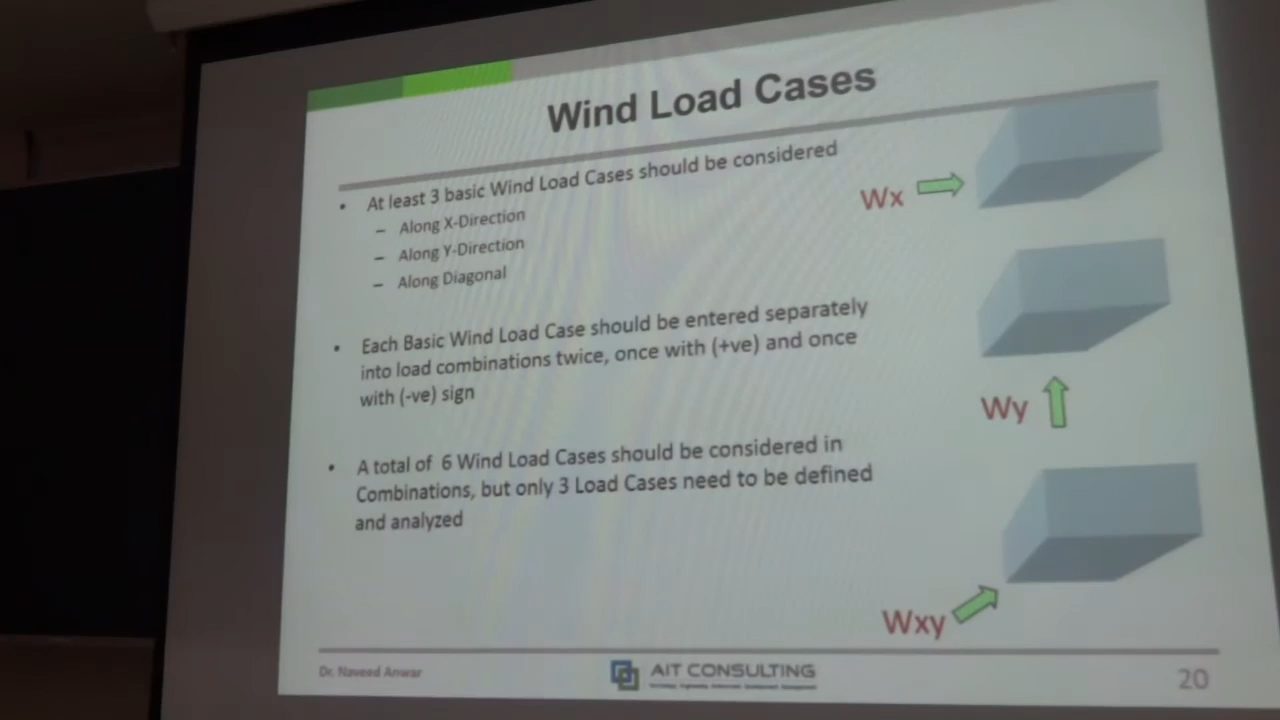 Wind Load Cases
• At least 3 basic Wind Load Cases should be considered
– Along X-Direction
– Along Y-Direction
– Along Diagonal
• Each Basic Wind Load Case should be entered separately
into load combinations twice, once with (+ve) and once
with (-ve) sign
• A total of 6 Wind Load Cases should be considered in
Combinations, but only 3 Load Cases need to be defined
and analyzed
Wx
Wy
Wxy
Dr. Naveed Anwar
AIT CONSULTING
20